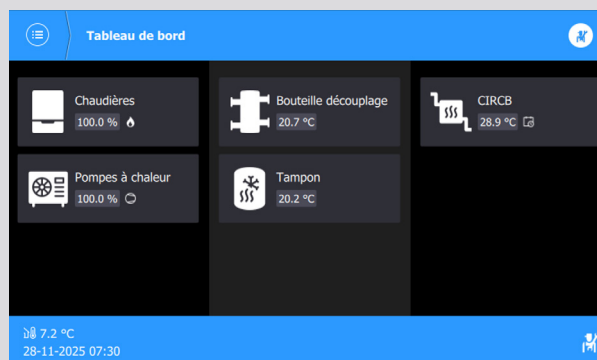 Tableau de bord
Chaudières
100.0 %
Bouteille découplage
20.7 °C
CIRCB
28.9 °C
Pompes à chaleur
100.0 %
Tampon
20.2 °C
7.2 °C
28-11-2025 07:30